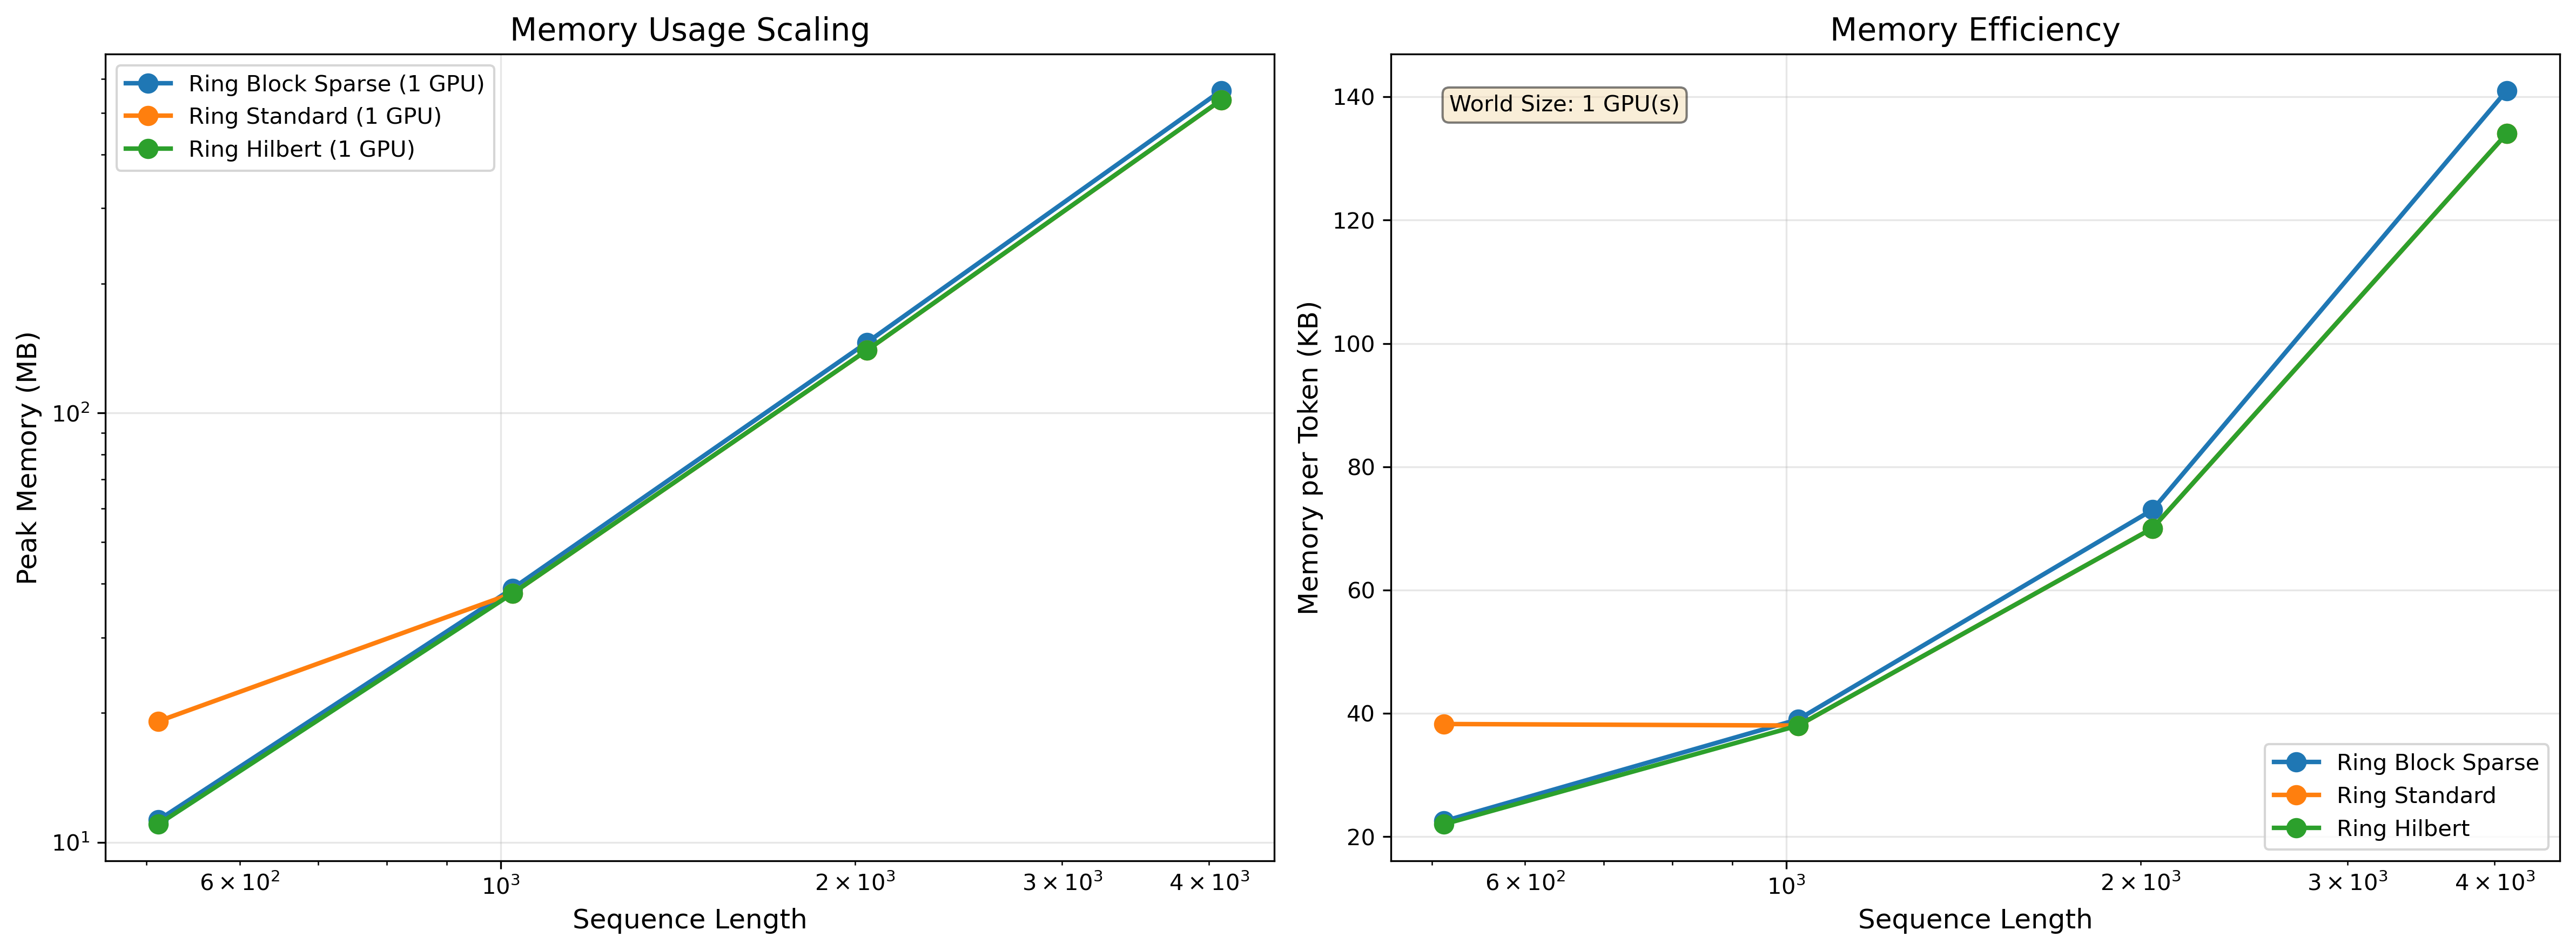 Memory Usage Scaling
Ring Block Sparse (1 GPU)
Ring Standard (1 GPU)
Ring Hilbert (1 GPU)
Peak Memory (MB)
10²
10¹
6 × 10²
10³
2 × 10³
3 × 10³
4 × 10³
Sequence Length
Memory Efficiency
World Size: 1 GPU(s)
Memory per Token (KB)
140
120
100
80
60
40
20
Ring Block Sparse
Ring Standard
Ring Hilbert
6 × 10²
10³
2 × 10³
3 × 10³
4 × 10³
Sequence Length